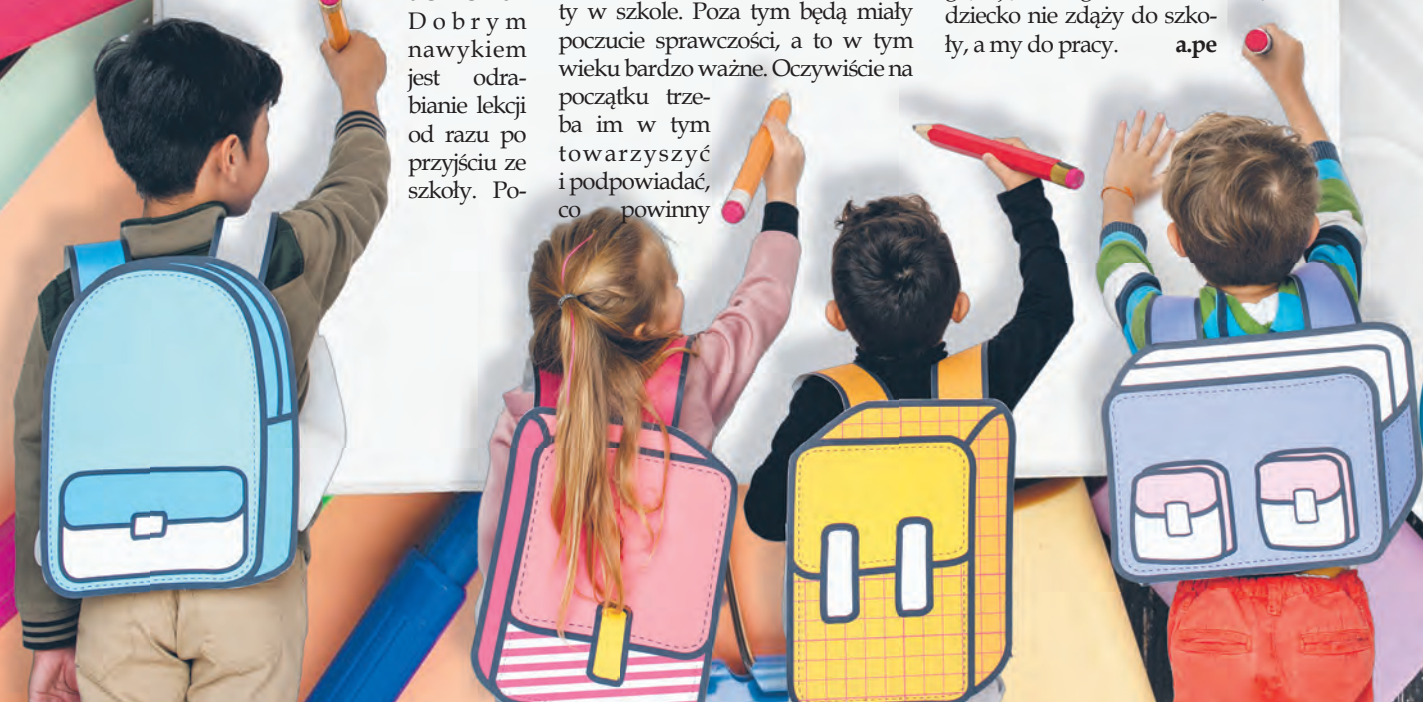 Dobrym
nawykiem
jest odra-
bianie lekcji
od razu po
przyjściu ze
szkoły. Po-
ty w szkole. Poza tym będą miały
poczucie sprawczości, a to w tym
wieku bardzo ważne. Oczywiście na
początku trze-
ba im w tym
towarzyszyć
i podpowiadać,
co powinny
dziecko nie zdąży do szko-
ły, a my do pracy. a.pe